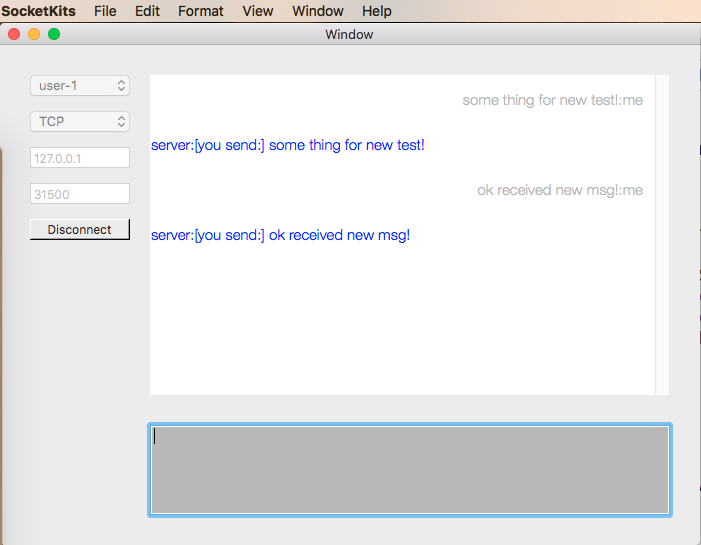 SocketKits File Edit Format View Window Help
Window
user-1
TCP
127.0.0.1
31500
Disconnect
some thing for new test!:me
server:[you send:] some thing for new test!
ok received new msg!:me
server:[you send:] ok received new msg!